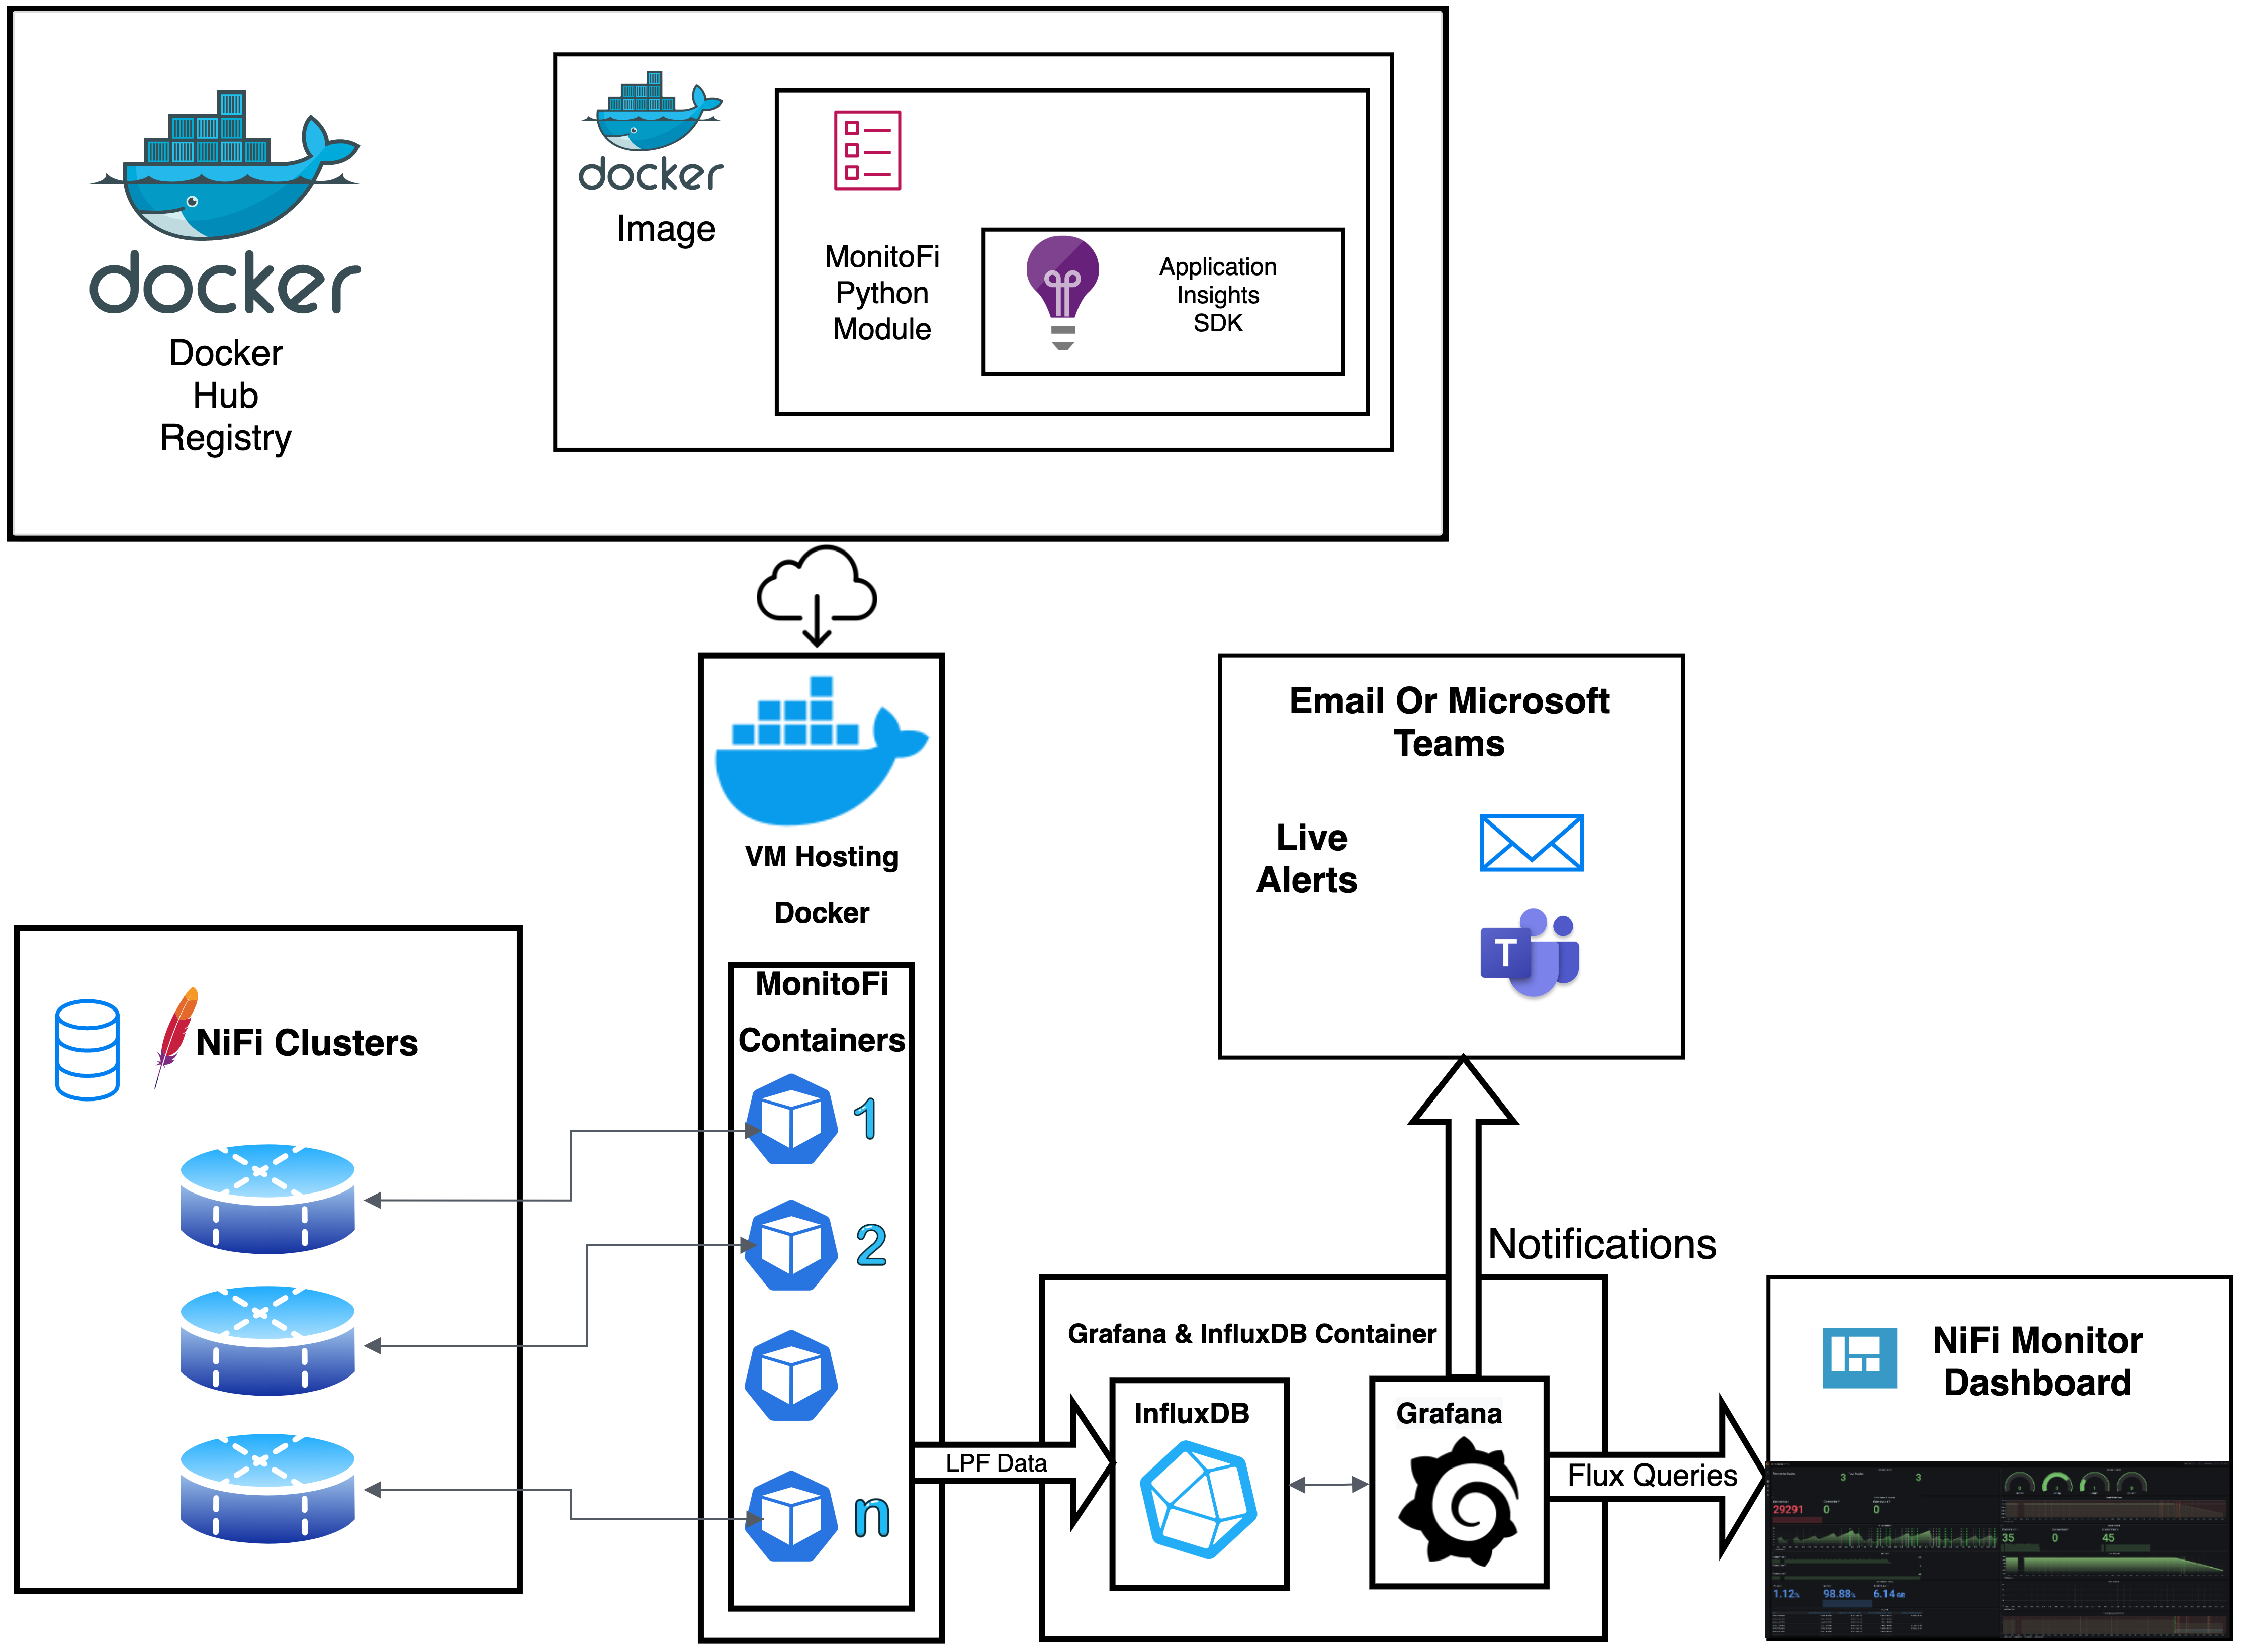 docker
Docker
Hub
Registry
docker
Image
MonitoFi
Python
Module
Application
Insights
SDK
VM Hosting
Docker
MonitoFi
Containers
1
2
n
NiFi Clusters
Email Or Microsoft
Teams
Live
Alerts
T
Notifications
Grafana & InfluxDB Container
LPF Data
InfluxDB
Grafana
Flux Queries
NiFi Monitor
Dashboard
3
3
29291
0
0
35
0
45
1.12%
98.88%
6.14 GB